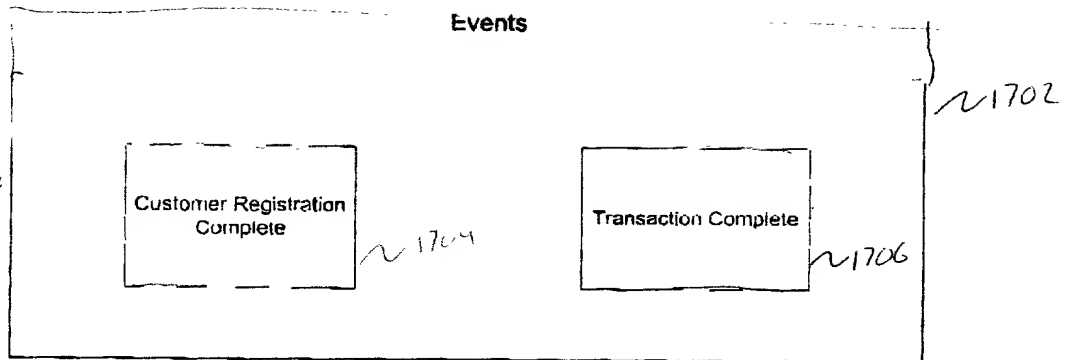 Events
1702
Customer Registration
Complete
1704
Transaction Complete
1706